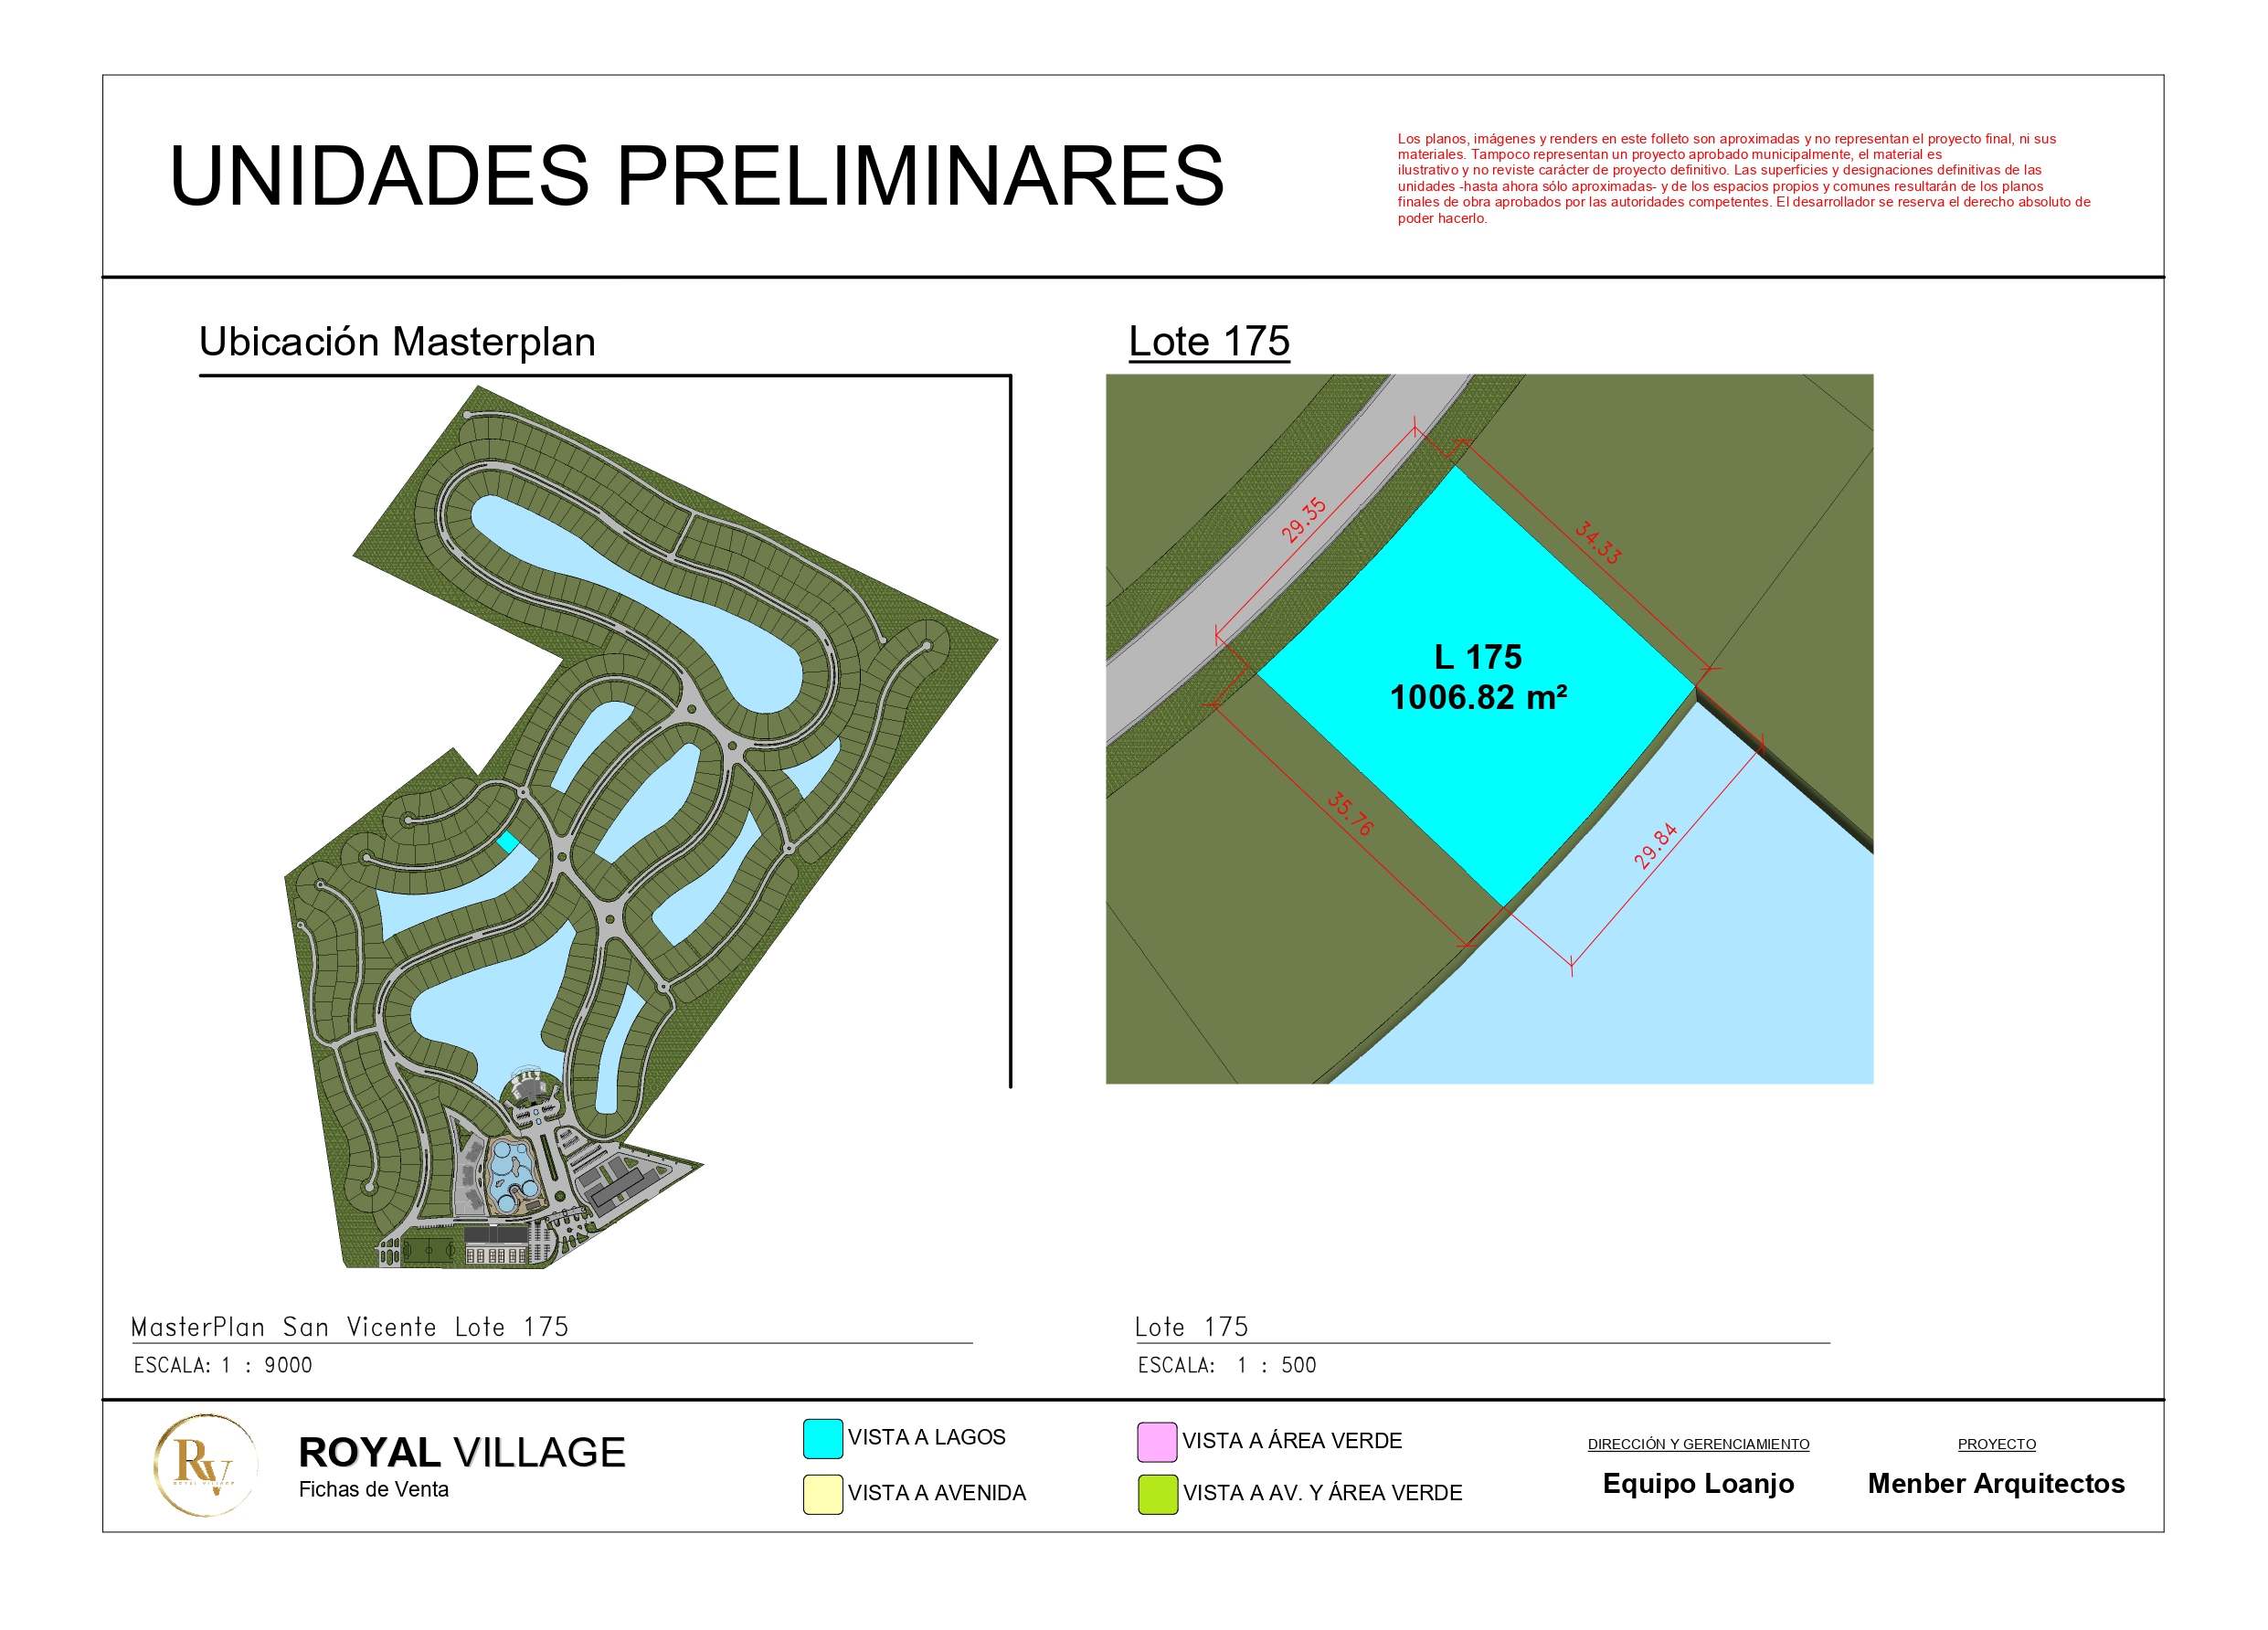 UNIDADES PRELIMINARES
Los planos, imágenes y renders en este folleto son aproximadas y no representan el proyecto final, ni sus
materiales. Tampoco representan un proyecto aprobado municipalmente, el material es
ilustrativo y no reviste carácter de proyecto definitivo. Las superficies y designaciones definitivas de las
unidades -hasta ahora sólo aproximadas- y de los espacios propios y comunes resultarán de los planos
finales de obra aprobados por las autoridades competentes. El desarrollador se reserva el derecho absoluto de
poder hacerlo.
Ubicación Masterplan
Lote 175
29.35
34.33
L 175
1006.82 m²
35.76
29.84
MasterPlan San Vicente Lote 175
ESCALA: 1 : 9000
Lote 175
ESCALA: 1 : 500
RV
ROYAL VILLAGE
ROYAL VILLAGE
Fichas de Venta
VISTA A LAGOS
VISTA A AVENIDA
VISTA A ÁREA VERDE
VISTA A AV. Y ÁREA VERDE
DIRECCIÓN Y GERENCIAMIENTO
Equipo Loanjo
PROYECTO
Menber Arquitectos